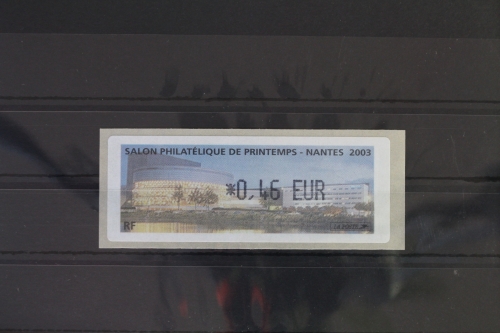 SALON PHILATÉLIQUE DE PRINTEMPS - NANTES 2003
*0,46 EUR
RF